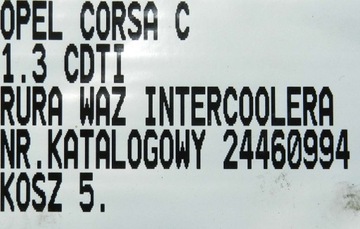 OPEL CORSA C
1.3 CDTI
RURA WAZ INTERCOOLERA
NR.KATALOGOWY 24460994
KOSZ 5.